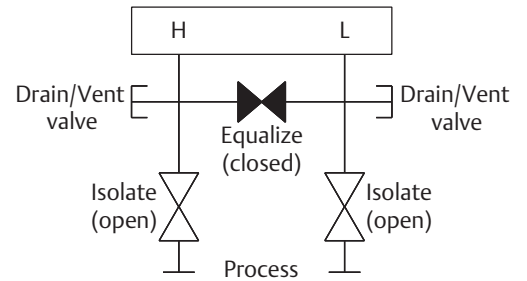 H L
Drain/Vent
valve
Drain/Vent
valve
Equalize
(closed)
Isolate
(open)
Isolate
(open)
Process